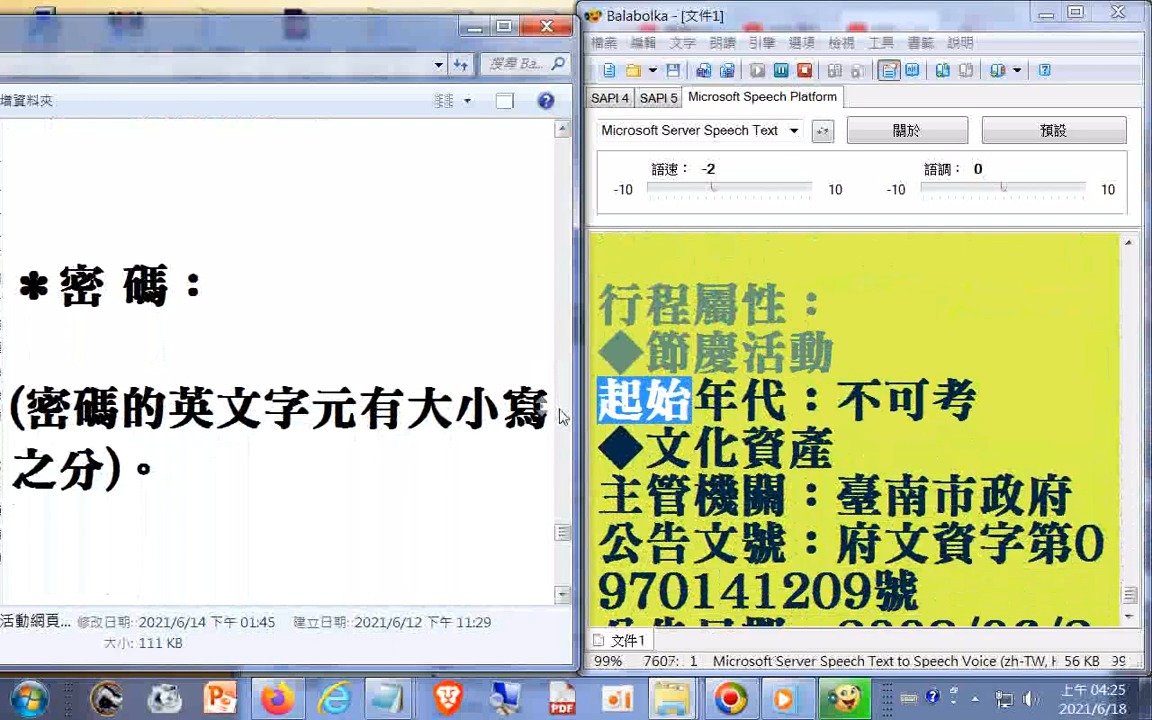 搜尋 Ba...
增資料夾
*密 碼：
(密碼的英文字元有大小寫
之分)。
活動網頁... 修改日期: 2021/6/14 下午 01:45 建立日期: 2021/6/12 下午 11:29
大小: 111 KB
Balabolka - [文件1]
檔案 編輯 文字 朗讀 引擎 選項 檢視 工具 書籤 說明
SAPI 4 SAPI 5 Microsoft Speech Platform
Microsoft Server Speech Text 關於 預設
語速： -2 語調： 0
-10 10 -10 10
行程屬性：
◆節慶活動
起始年代：不可考
◆文化資產
主管機關：臺南市政府
公告文號：府文資字第0
970141209號
文件1
99% 7607: 1 Microsoft Server Speech Text to Speech Voice (zh-TW, H 56 KB 99
上午 04:25
2021/6/18